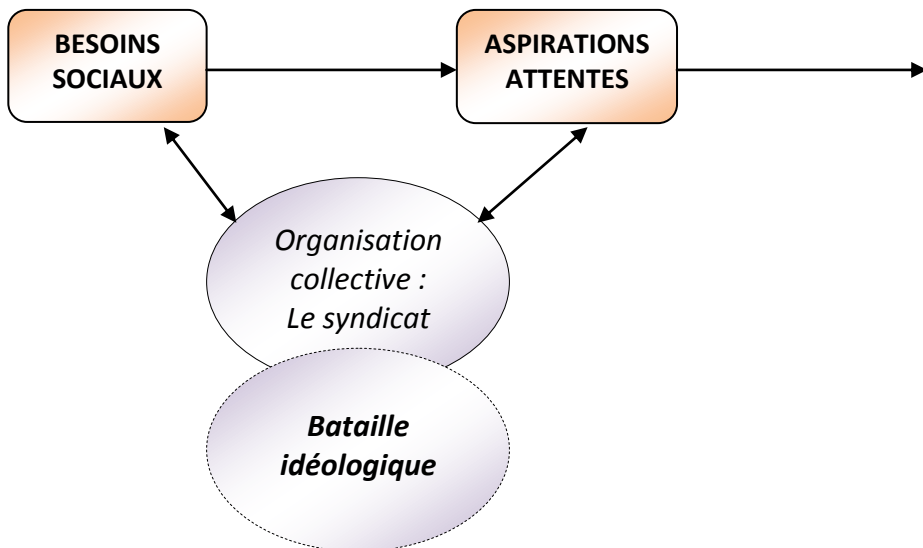 BESOINS
SOCIAUX
ASPIRATIONS
ATTENTES
Organisation
collective :
Le syndicat
Bataille
idéologique